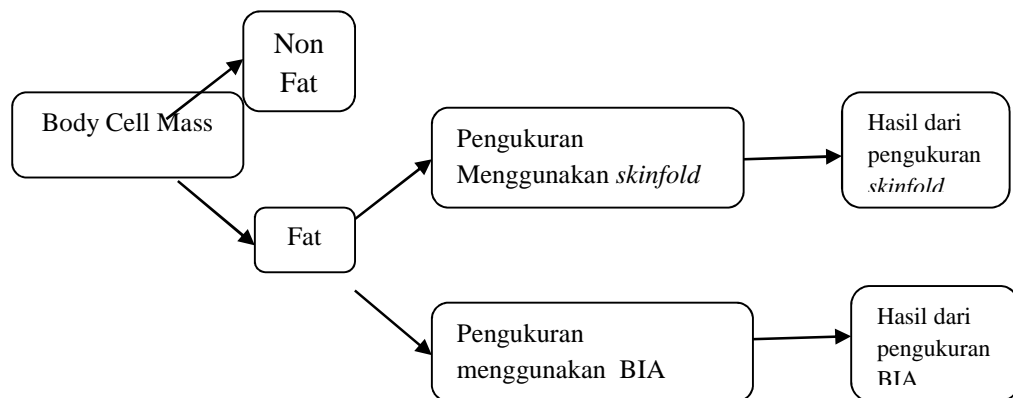 Non
Fat
Body Cell Mass
Pengukuran
Menggunakan skinfold
Hasil dari
pengukuran
skinfold
Fat
Pengukuran
menggunakan BIA
Hasil dari
pengukuran
BIA